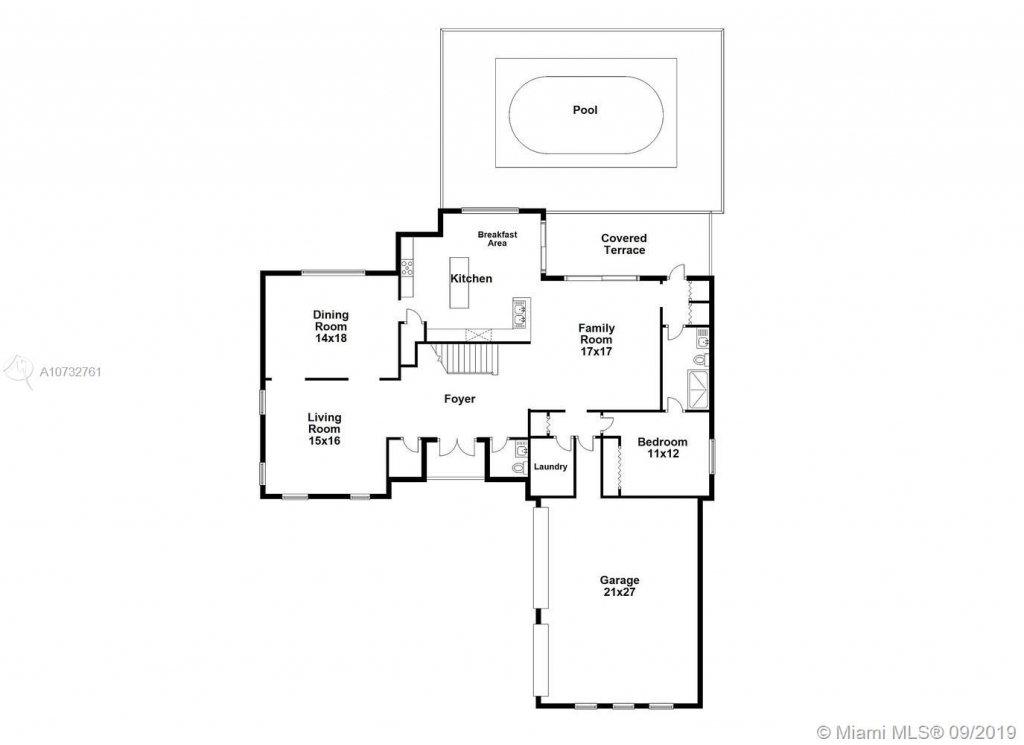 Pool
Breakfast
Area
Covered
Terrace
Kitchen
Dining
Room
14x18
Family
Room
17x17
A10732761
Foyer
Living
Room
15x16
Bedroom
11x12
Laundry
Garage
21x27
© Miami MLS® 09/2019